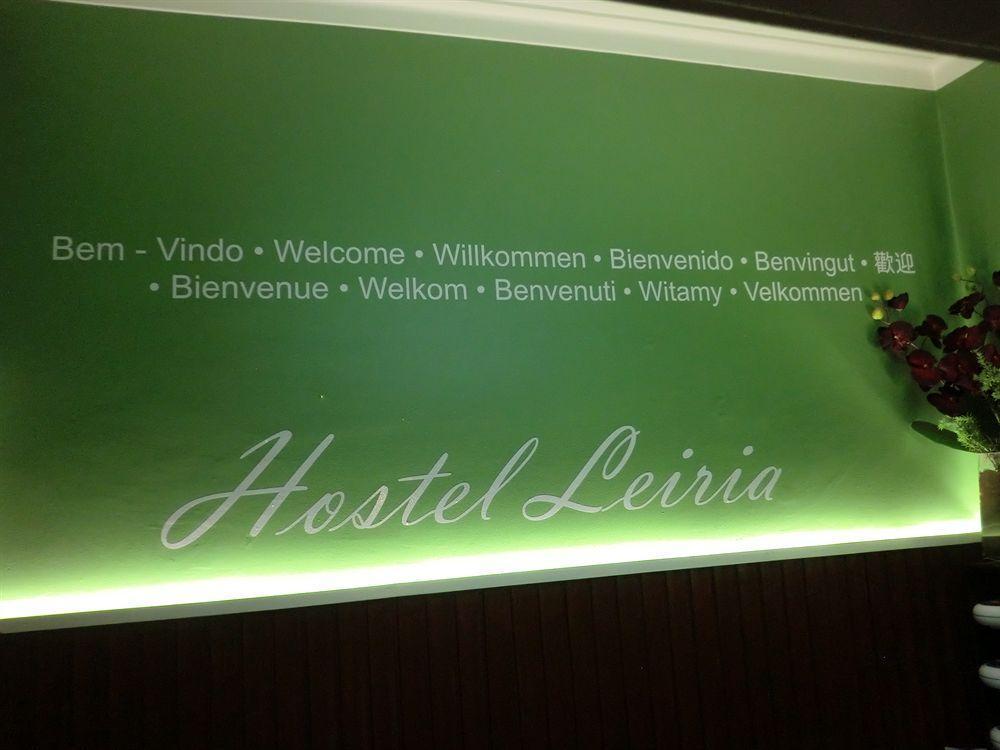 Bem - Vindo • Welcome • Willkommen • Bienvenido • Benvingut • 歡迎
• Bienvenue • Welkom • Benvenuti • Witamy • Velkommen
Hostel Leiria